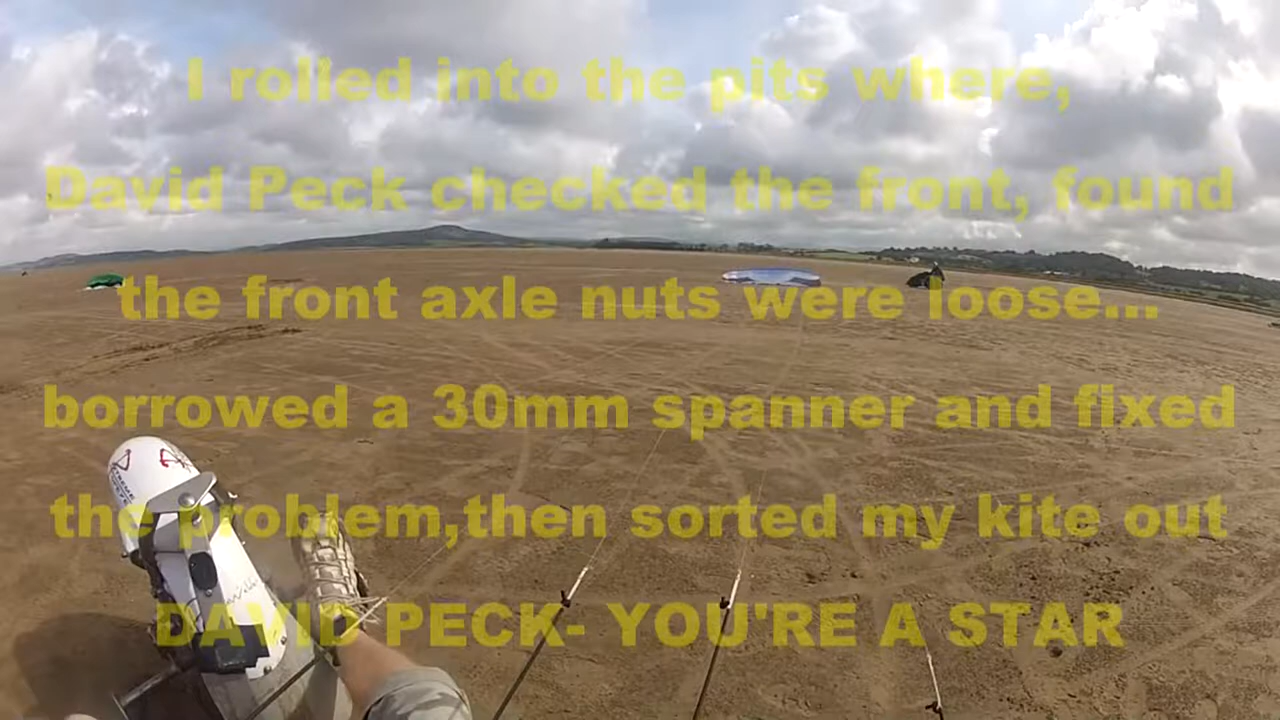 I rolled into the pits where,
David Peck checked the front, found
the front axle nuts were loose...
borrowed a 30mm spanner and fixed
the problem,then sorted my kite out
DAVID PECK- YOU'RE A STAR